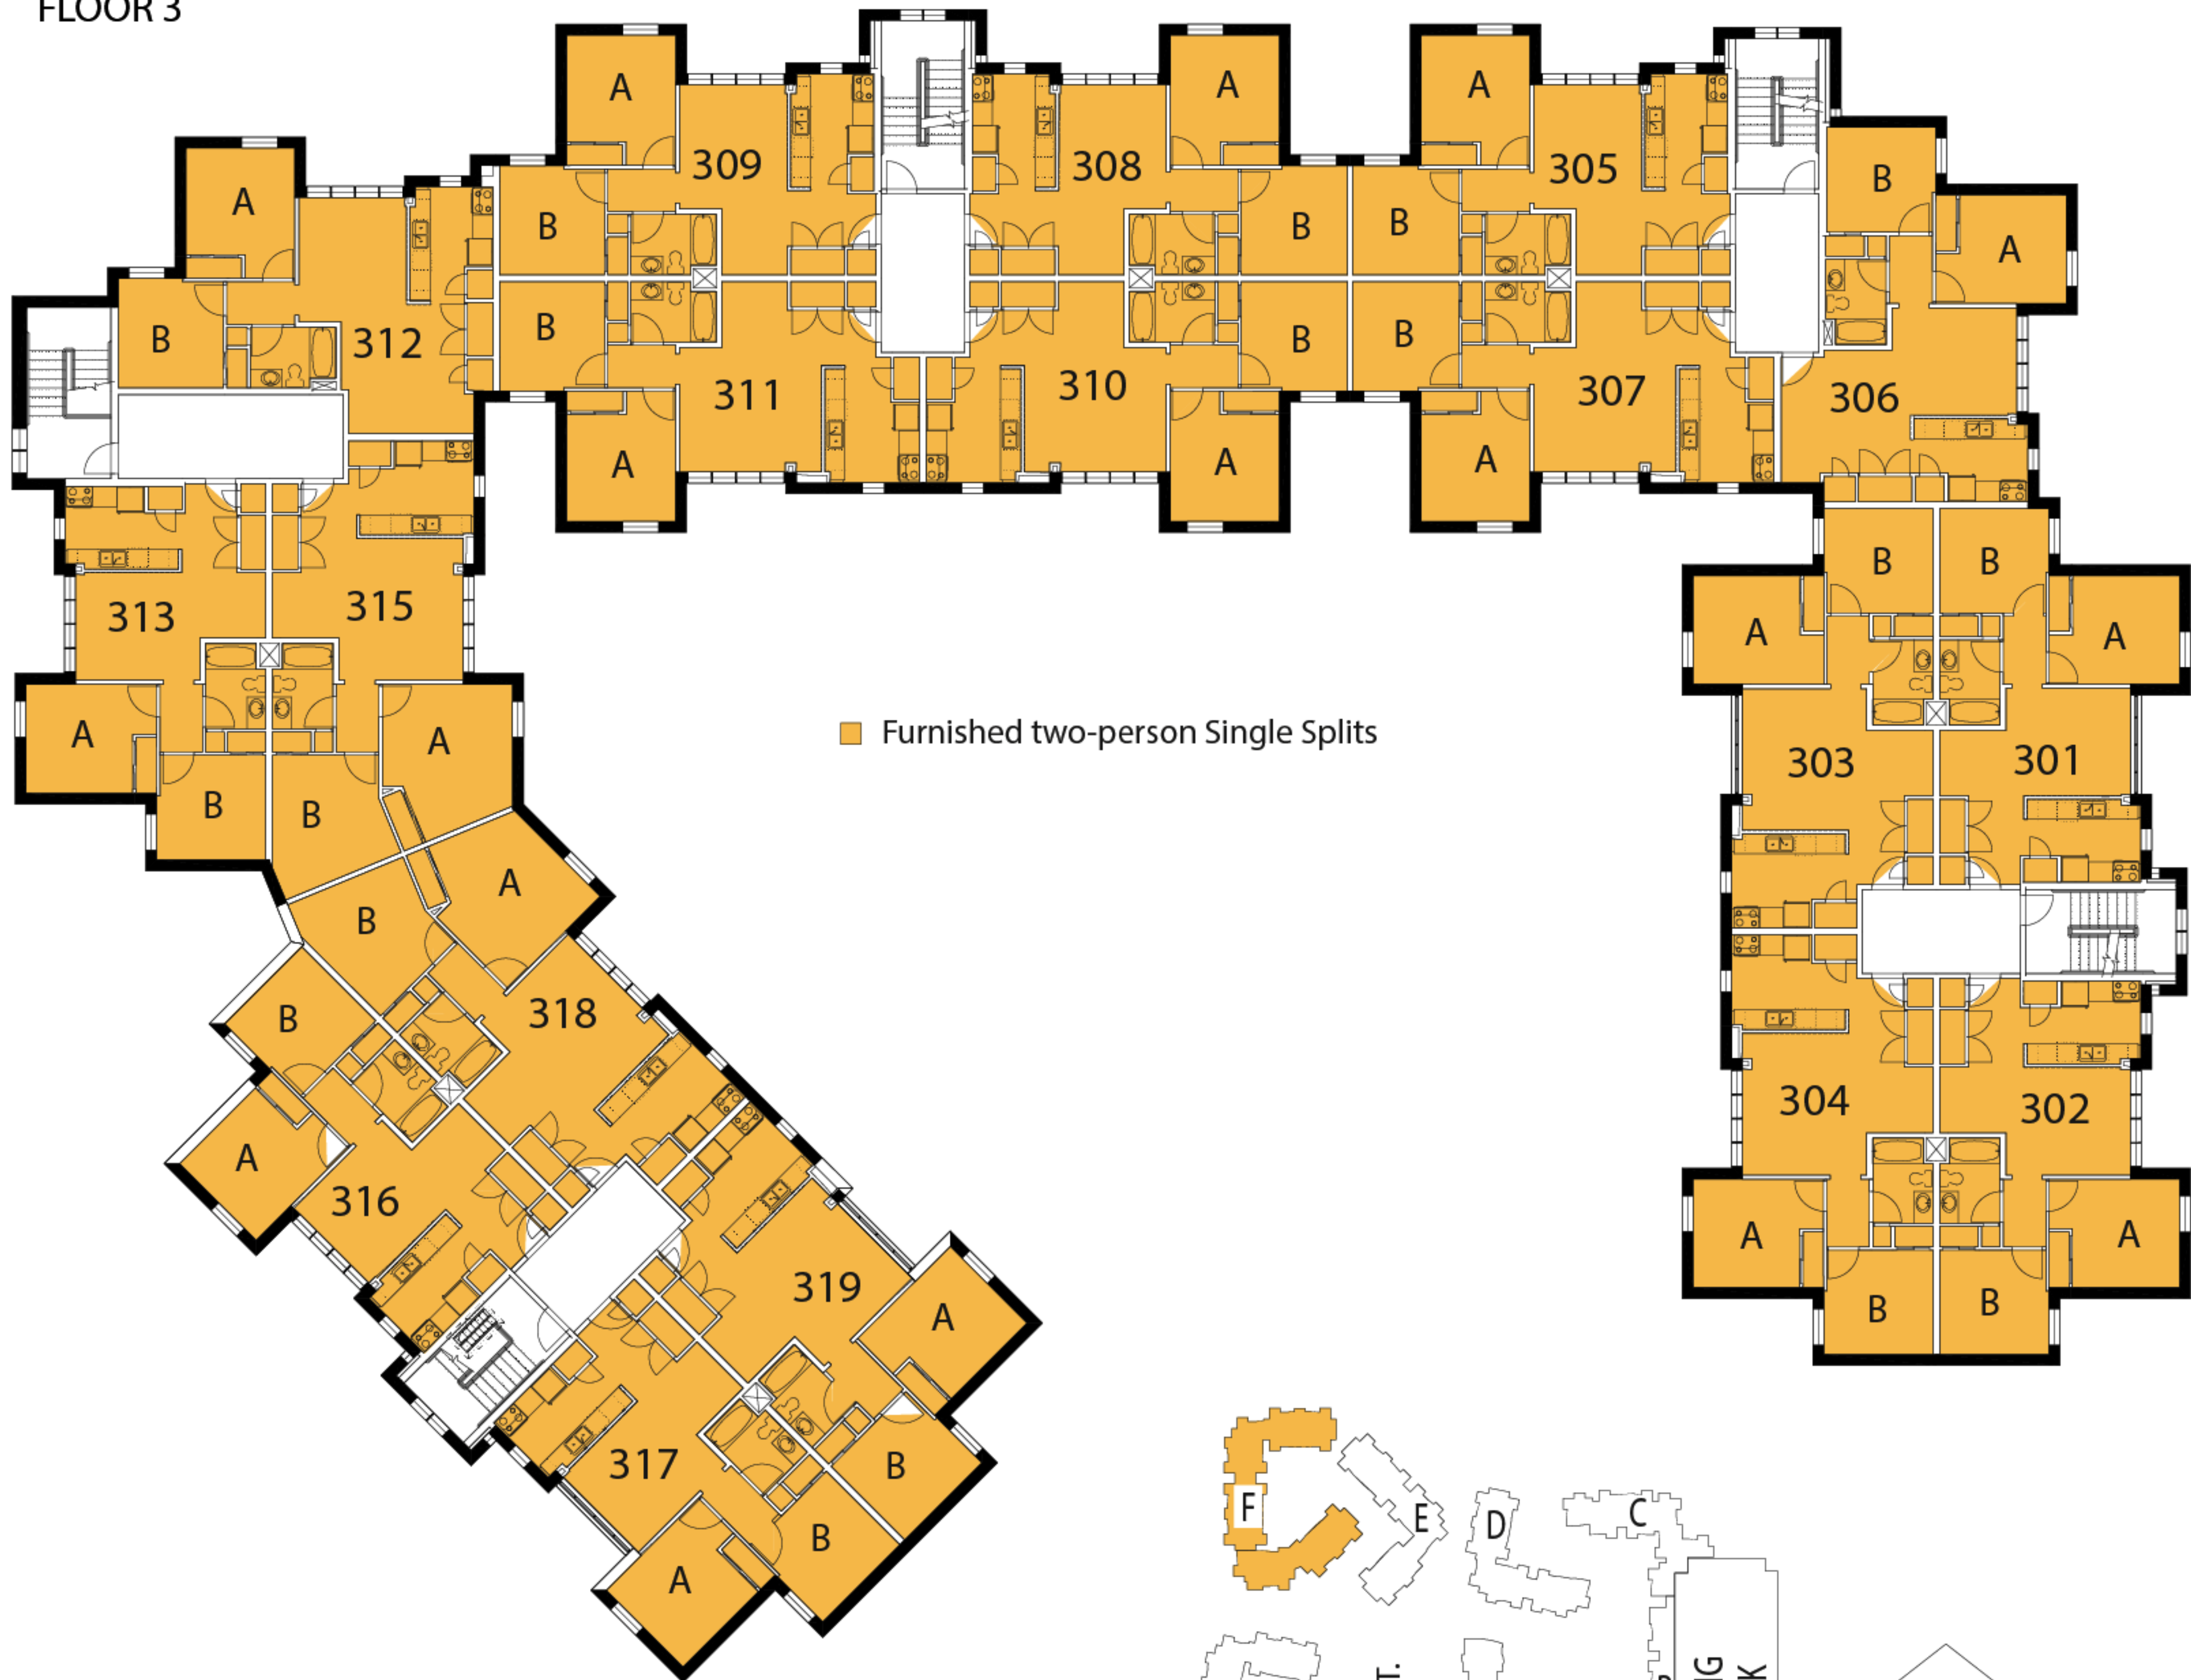 FLOOR 3
A
A
A
A
309
308
305
B
A
A
B
B
B
B
312
B
B
B
B
B
311
310
307
306
A
A
A
313
315
B
B
A
A
Furnished two-person Single Splits
A
A
303
301
B
B
A
B
318
B
A
316
304
302
319
A
A
A
B
B
317
B
B
A
F
E
D
C
T.